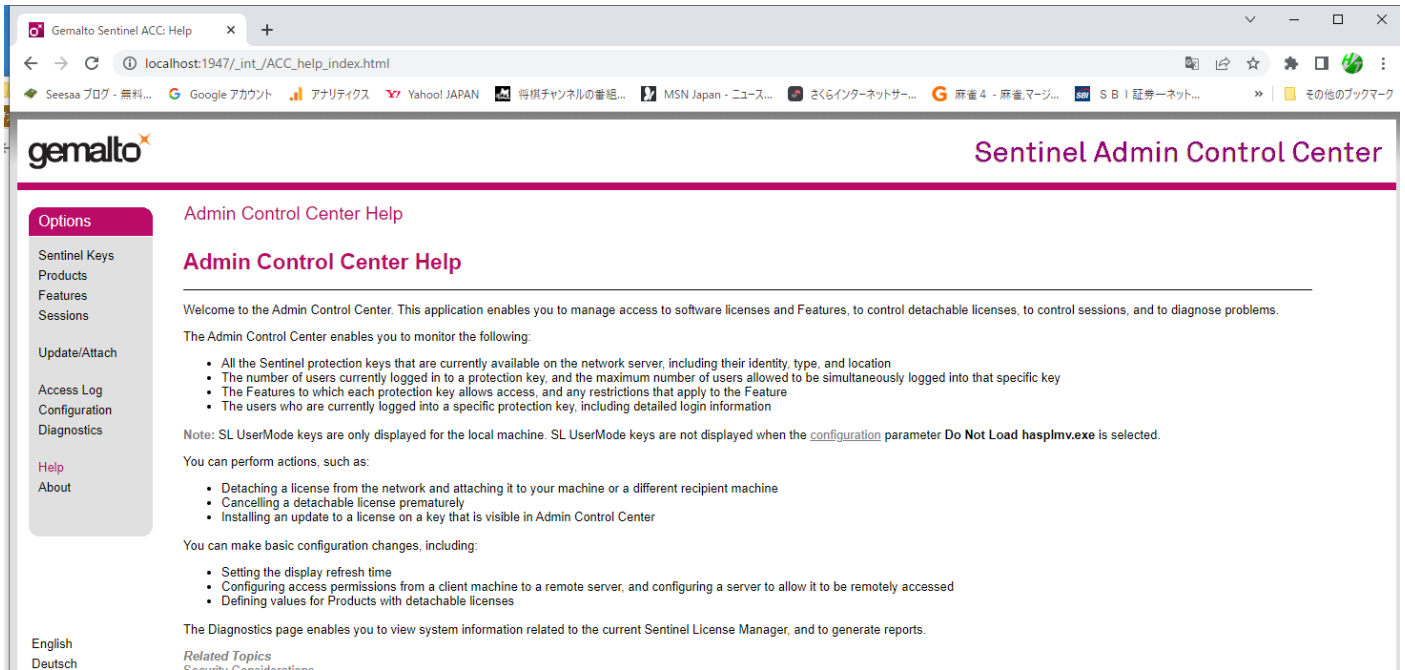 Gemalto Sentinel ACC: Help
localhost:1947/_int_/ACC_help_index.html
Seesaa ブログ - 無料...
Google アカウント
アナリティクス
Yahoo! JAPAN
将棋チャンネルの番組...
MSN Japan - ニュース...
さくらインターネットサー...
麻雀 4 - 麻雀,マージ...
SBI
ＳＢＩ証券ーネット...
»
その他のブックマーク
gemalto
Sentinel Admin Control Center
Options
Sentinel Keys
Products
Features
Sessions
Update/Attach
Access Log
Configuration
Diagnostics
Help
About
English
Deutsch
Admin Control Center Help
Admin Control Center Help
Welcome to the Admin Control Center. This application enables you to manage access to software licenses and Features, to control detachable licenses, to control sessions, and to diagnose problems.
The Admin Control Center enables you to monitor the following:
• All the Sentinel protection keys that are currently available on the network server, including their identity, type, and location
• The number of users currently logged in to a protection key, and the maximum number of users allowed to be simultaneously logged into that specific key
• The Features to which each protection key allows access, and any restrictions that apply to the Feature
• The users who are currently logged into a specific protection key, including detailed login information
Note: SL UserMode keys are only displayed for the local machine. SL UserMode keys are not displayed when the configuration parameter Do Not Load hasplmv.exe is selected.
You can perform actions, such as:
• Detaching a license from the network and attaching it to your machine or a different recipient machine
• Cancelling a detachable license prematurely
• Installing an update to a license on a key that is visible in Admin Control Center
You can make basic configuration changes, including:
• Setting the display refresh time
• Configuring access permissions from a client machine to a remote server, and configuring a server to allow it to be remotely accessed
• Defining values for Products with detachable licenses
The Diagnostics page enables you to view system information related to the current Sentinel License Manager, and to generate reports.
Related Topics
Security Considerations